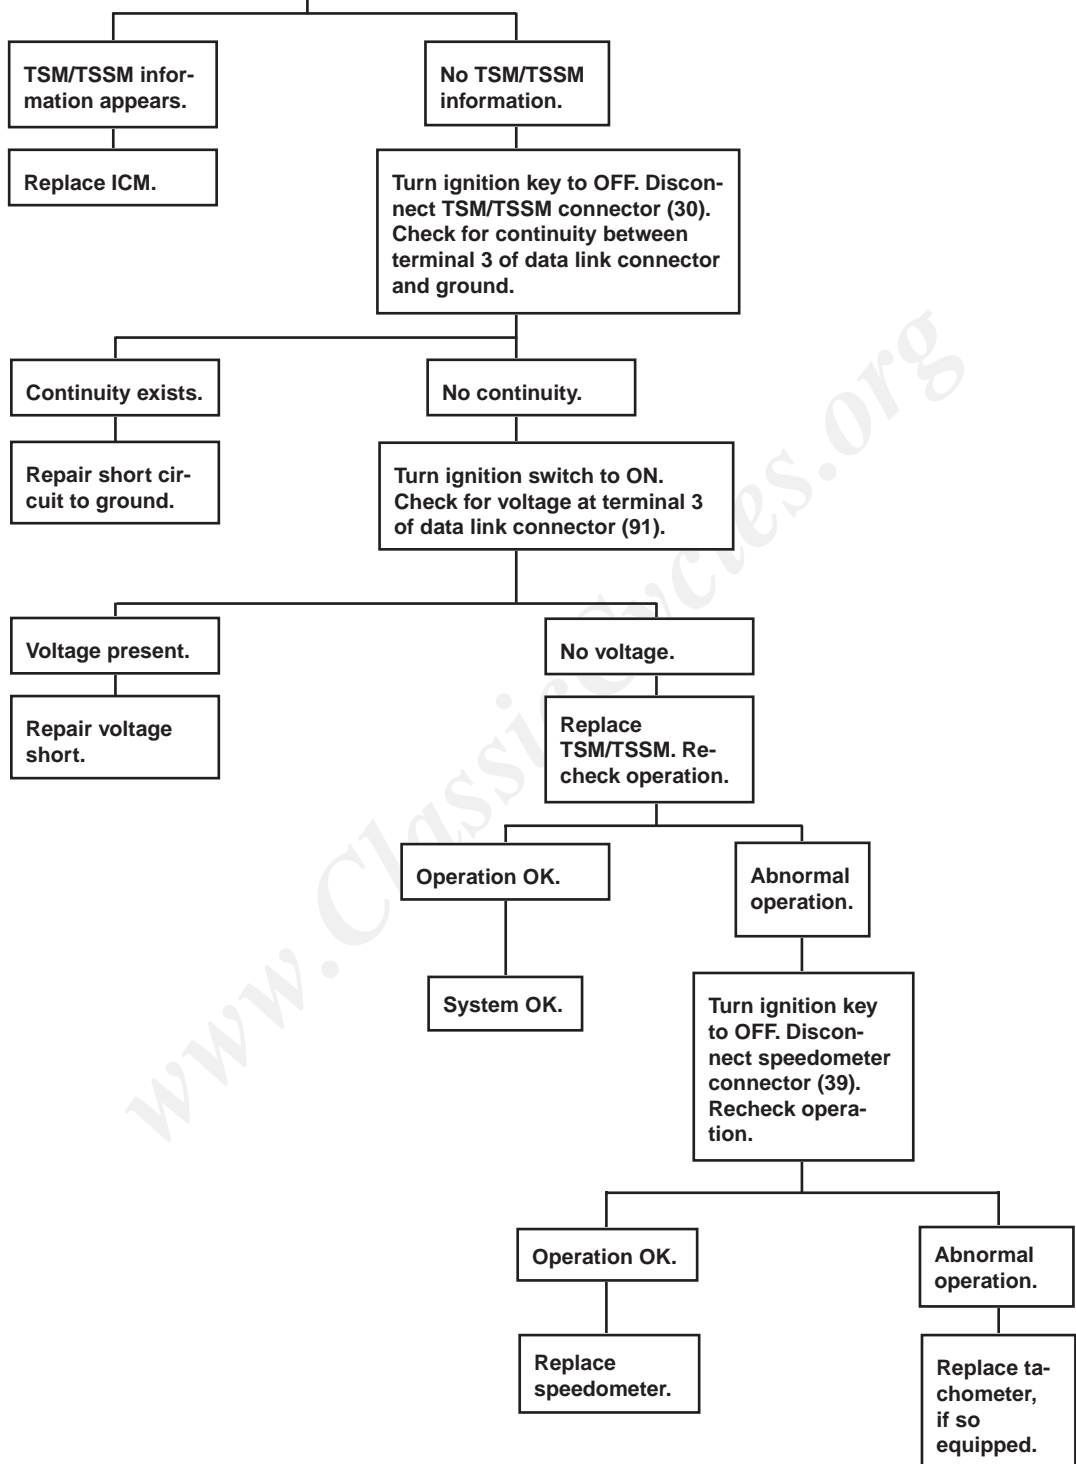 TSM/TSSM infor-
mation appears.
No TSM/TSSM
information.
Replace ICM.
Turn ignition key to OFF. Discon-
nect TSM/TSSM connector (30).
Check for continuity between
terminal 3 of data link connector
and ground.
Continuity exists.
No continuity.
Repair short cir-
cuit to ground.
Turn ignition switch to ON.
Check for voltage at terminal 3
of data link connector (91).
Voltage present.
No voltage.
Repair voltage
short.
Replace
TSM/TSSM. Re-
check operation.
Operation OK.
Abnormal
operation.
System OK.
Turn ignition key
to OFF. Discon-
nect speedometer
connector (39).
Recheck opera-
tion.
Operation OK.
Abnormal
operation.
Replace
speedometer.
Replace ta-
chometer,
if so
equipped.
www.ClassicCycles.org